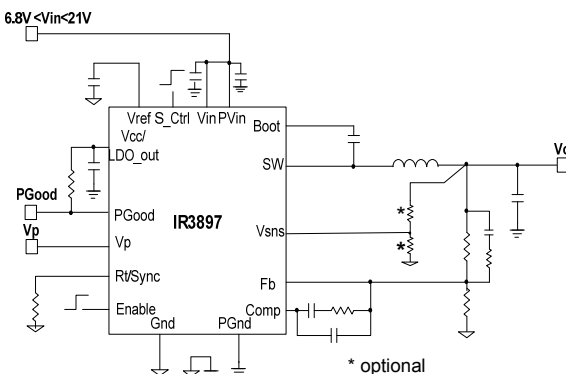 6.8V<Vin<21V
Vref S_Ctrl Vin PVin
Vcc/
LDO_out
Boot
SW
PGood
PGood
IR3897
Vp
Vp
Vsns
*
*
Rt/Sync
Fb
Enable
Comp
Gnd
PGnd
* optional